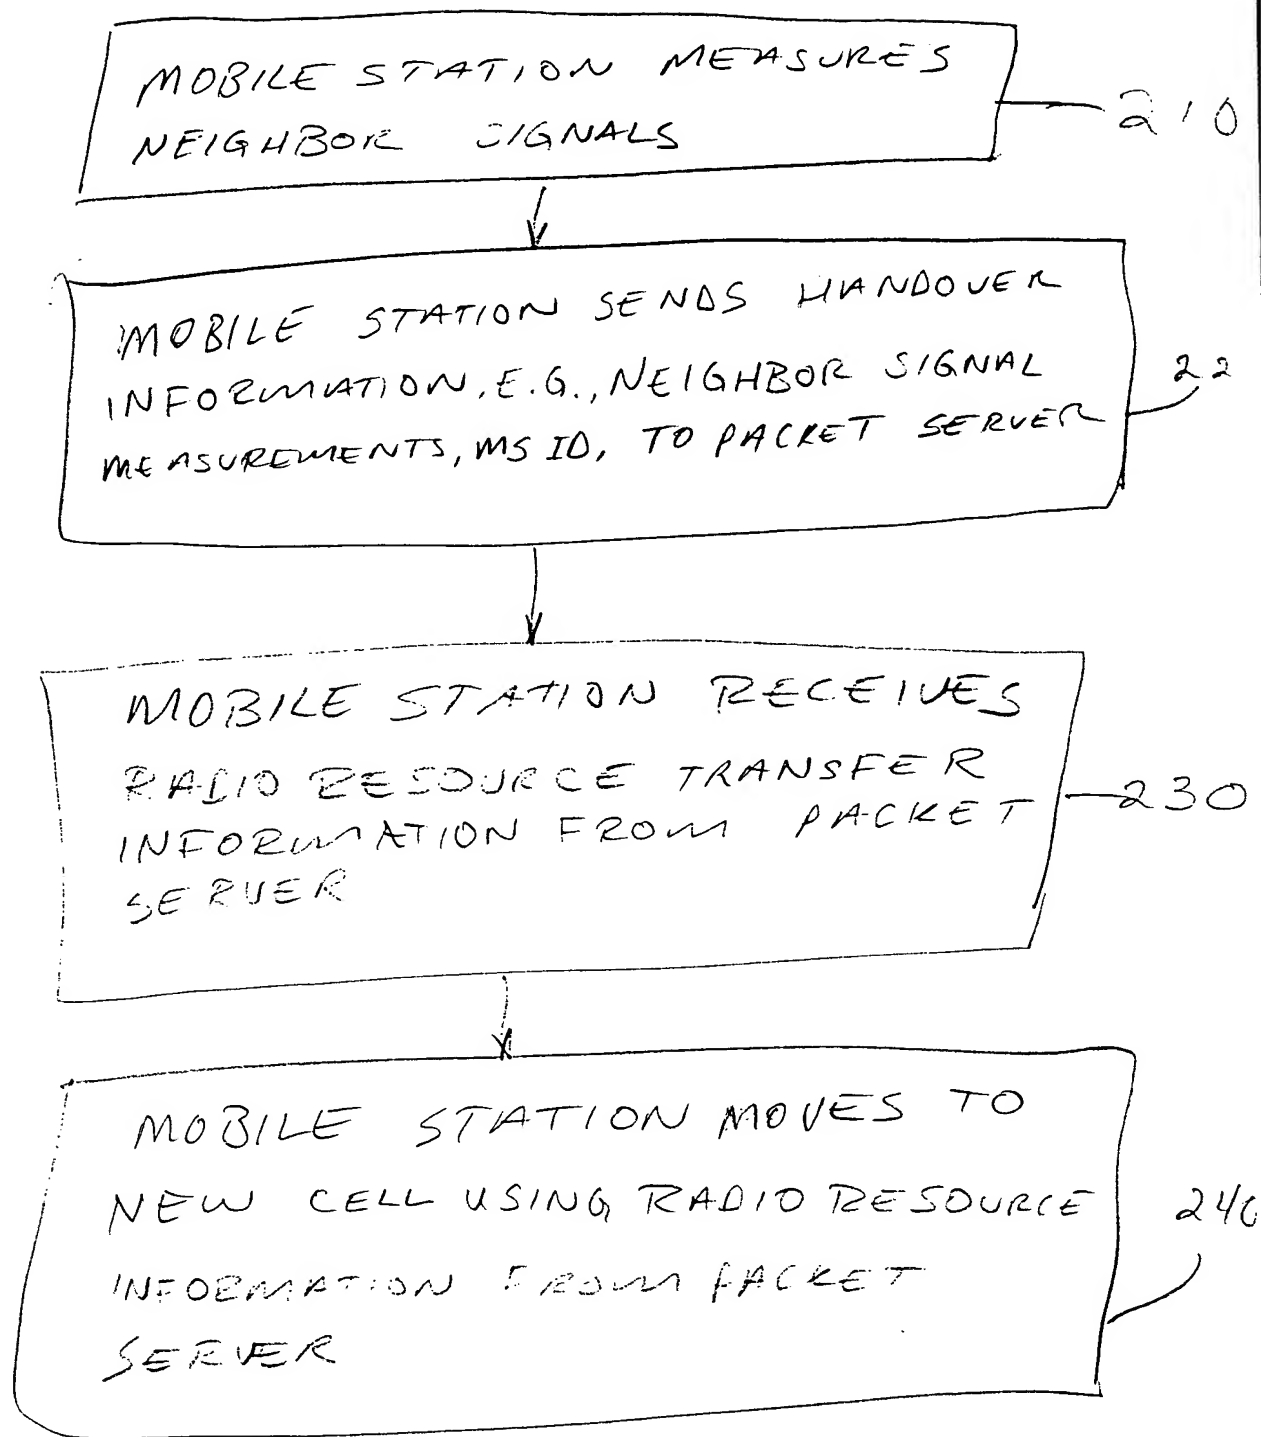 MOBILE STATION MEASURES
NEIGHBOR SIGNALS
210
MOBILE STATION SENDS HANDOVER
INFORMATION, E.G., NEIGHBOR SIGNAL
22
MEASUREMENTS, MS ID, TO PACKET SERVER
MOBILE STATION RECEIVES
RADIO RESOURCE TRANSFER
230
INFORMATION FROM PACKET
SERVER
MOBILE STATION MOVES TO
NEW CELL USING RADIO RESOURCE
240
INFORMATION FROM PACKET
SERVER